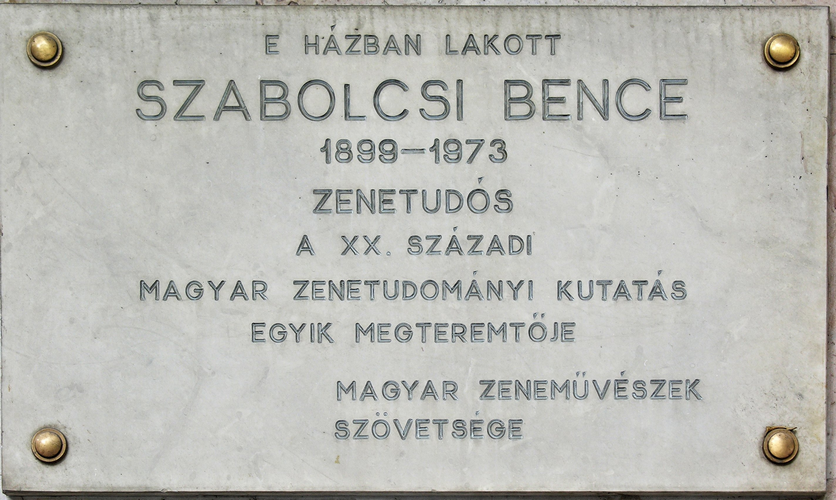 E HÁZBAN LAKOTT
SZABOLCSI BENCE
1899–1973
ZENETUDÓS
A XX. SZÁZADI
MAGYAR ZENETUDOMÁNYI KUTATÁS
EGYIK MEGTEREMTŐJE
MAGYAR ZENEMŰVÉSZEK
SZÖVETSÉGE